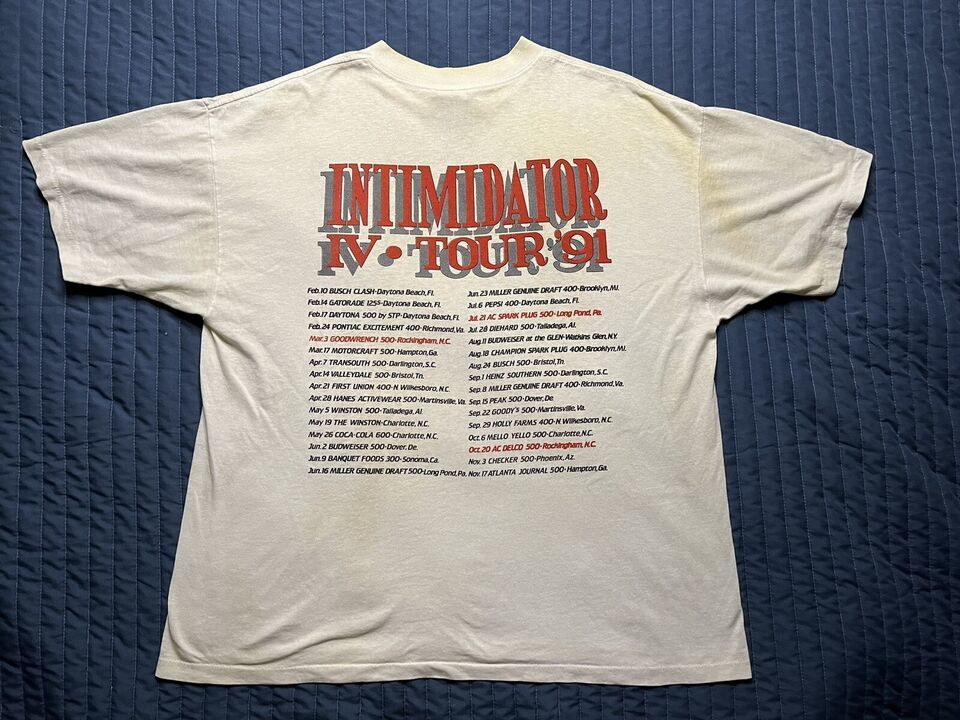 INTIMIDATOR
IV • TOUR '91
Feb.10 BUSCH CLASH-Daytona Beach, Fl.
Feb.14 GATORADE 125s-Daytona Beach, Fl.
Feb.17 DAYTONA 500 by STP-Daytona Beach, Fl.
Feb.24 PONTIAC EXCITEMENT 400-Richmond, Va.
Mar.3 GOODWRENCH 500-Rockingham, N.C.
Mar.17 MOTORCRAFT 500-Hampton, Ga.
Apr.7 TRANSOUTH 500-Darlington, S.C.
Apr.14 VALLEYDALE 500-Bristol, Tn.
Apr.21 FIRST UNION 400-N. Wilkesboro, N.C.
Apr.28 HANES ACTIVEWEAR 500-Martinsville, Va.
May 5 WINSTON 500-Talladega, Al.
May 19 THE WINSTON-Charlotte, N.C.
May 26 COCA-COLA 600-Charlotte, N.C.
Jun.2 BUDWEISER 500-Dover, De.
Jun.9 BANQUET FOODS 300-Sonoma, Ca.
Jun.16 MILLER GENUINE DRAFT 500-Long Pond, Pa.
Jun.23 MILLER GENUINE DRAFT 400-Brooklyn, MI.
Jul.6 PEPSI 400-Daytona Beach, Fl.
Jul.21 AC SPARK PLUG 500-Long Pond, Pa.
Jul.28 DIEHARD 500-Talladega, Al.
Aug.11 BUDWEISER at the GLEN-Watkins Glen, N.Y.
Aug.18 CHAMPION SPARK PLUG 400-Brooklyn, MI.
Aug.24 BUSCH 500-Bristol, Tn.
Sep.1 HEINZ SOUTHERN 500-Darlington, S.C.
Sep.8 MILLER GENUINE DRAFT 400-Richmond, Va.
Sep.15 PEAK 500-Dover, De.
Sep.22 GOODY'S 500-Martinsville, Va.
Sep.29 HOLLY FARMS 400-N. Wilkesboro, N.C.
Oct.6 MELLO YELLO 500-Charlotte, N.C.
Oct.20 AC DELCO 500-Rockingham, N.C.
Nov.3 CHECKER 500-Phoenix, Az.
Nov.17 ATLANTA JOURNAL 500-Hampton, Ga.